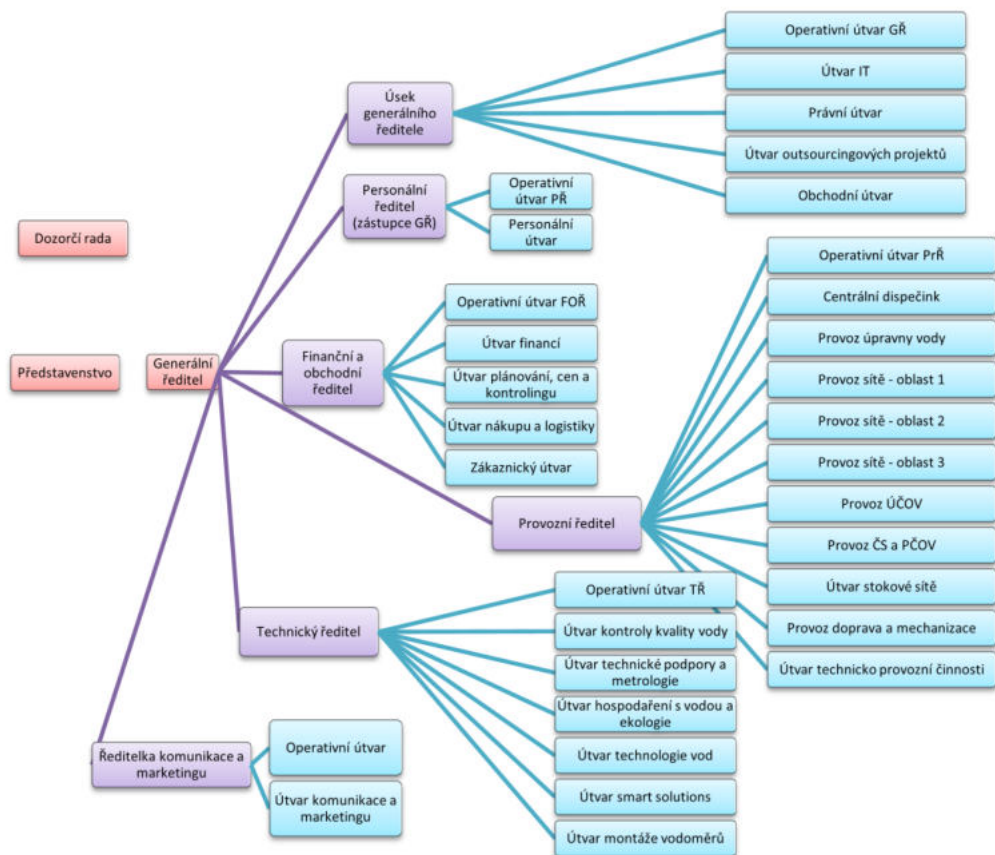 Dozorčí rada
Představenstvo
Generální
ředitel
Úsek
generálního
ředitele
Operativní útvar GŘ
Útvar IT
Právní útvar
Útvar outsourcingových projektů
Obchodní útvar
Personální
ředitel
(zástupce GŘ)
Operativní
útvar PŘ
Personální
útvar
Finanční a
obchodní
ředitel
Operativní útvar FOŘ
Útvar financí
Útvar plánování, cen a
kontrolingu
Útvar nákupu a logistiky
Zákaznický útvar
Provozní ředitel
Operativní útvar PrŘ
Centrální dispečink
Provoz úpravny vody
Provoz sítě - oblast 1
Provoz sítě - oblast 2
Provoz sítě - oblast 3
Provoz ÚČOV
Provoz ČS a PČOV
Útvar stokové sítě
Provoz doprava a mechanizace
Útvar technicko provozní činnosti
Technický ředitel
Operativní útvar TŘ
Útvar kontroly kvality vody
Útvar technické podpory a
metrologie
Útvar hospodaření s vodou a
ekologie
Útvar technologie vod
Útvar smart solutions
Útvar montáže vodoměrů
Ředitelka komunikace a
marketingu
Operativní útvar
Útvar komunikace a
marketingu